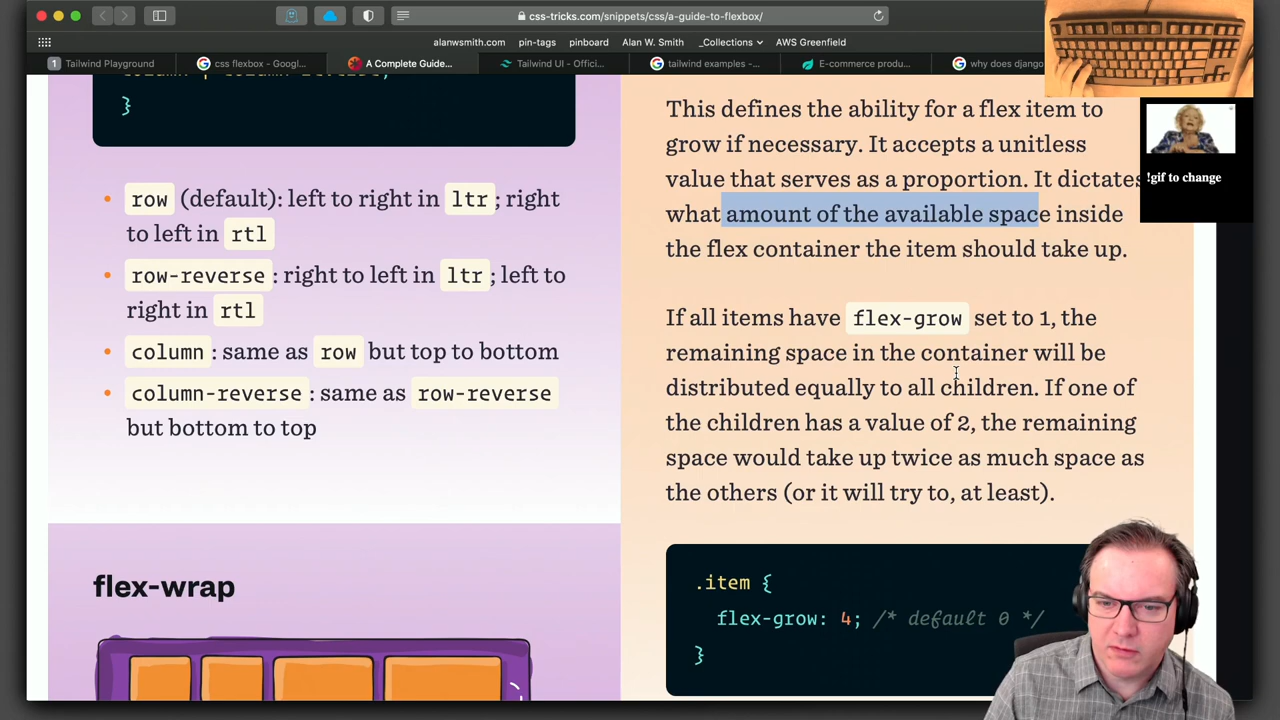 css-tricks.com/snippets/css/a-guide-to-flexbox/
alanwsmith.com
pin-tags
pinboard
Alan W. Smith
_Collections
AWS Greenfield
1
Tailwind Playground
css flexbox - Googl...
A Complete Guide...
Tailwind UI - Offici...
tailwind examples -...
E-commerce produ...
why does django
!gif to change
}
row (default): left to right in ltr; right
to left in rtl
row-reverse: right to left in ltr; left to
right in rtl
column: same as row but top to bottom
column-reverse: same as row-reverse
but bottom to top
flex-wrap
This defines the ability for a flex item to
grow if necessary. It accepts a unitless
value that serves as a proportion. It dictates
what amount of the available space inside
the flex container the item should take up.
If all items have flex-grow set to 1, the
remaining space in the container will be
distributed equally to all children. If one of
the children has a value of 2, the remaining
space would take up twice as much space as
the others (or it will try to, at least).
.item {
flex-grow: 4; /* default 0 */
}